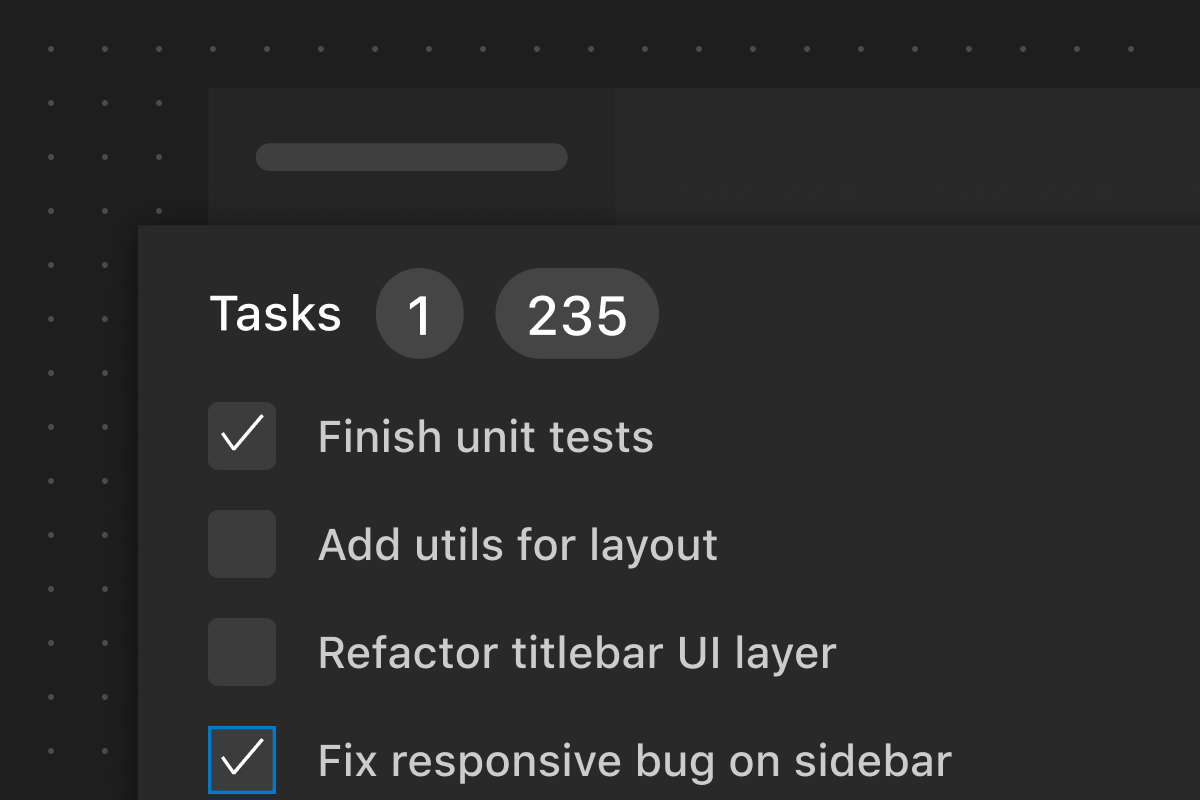 Tasks 1 235
Finish unit tests
Add utils for layout
Refactor titlebar UI layer
Fix responsive bug on sidebar